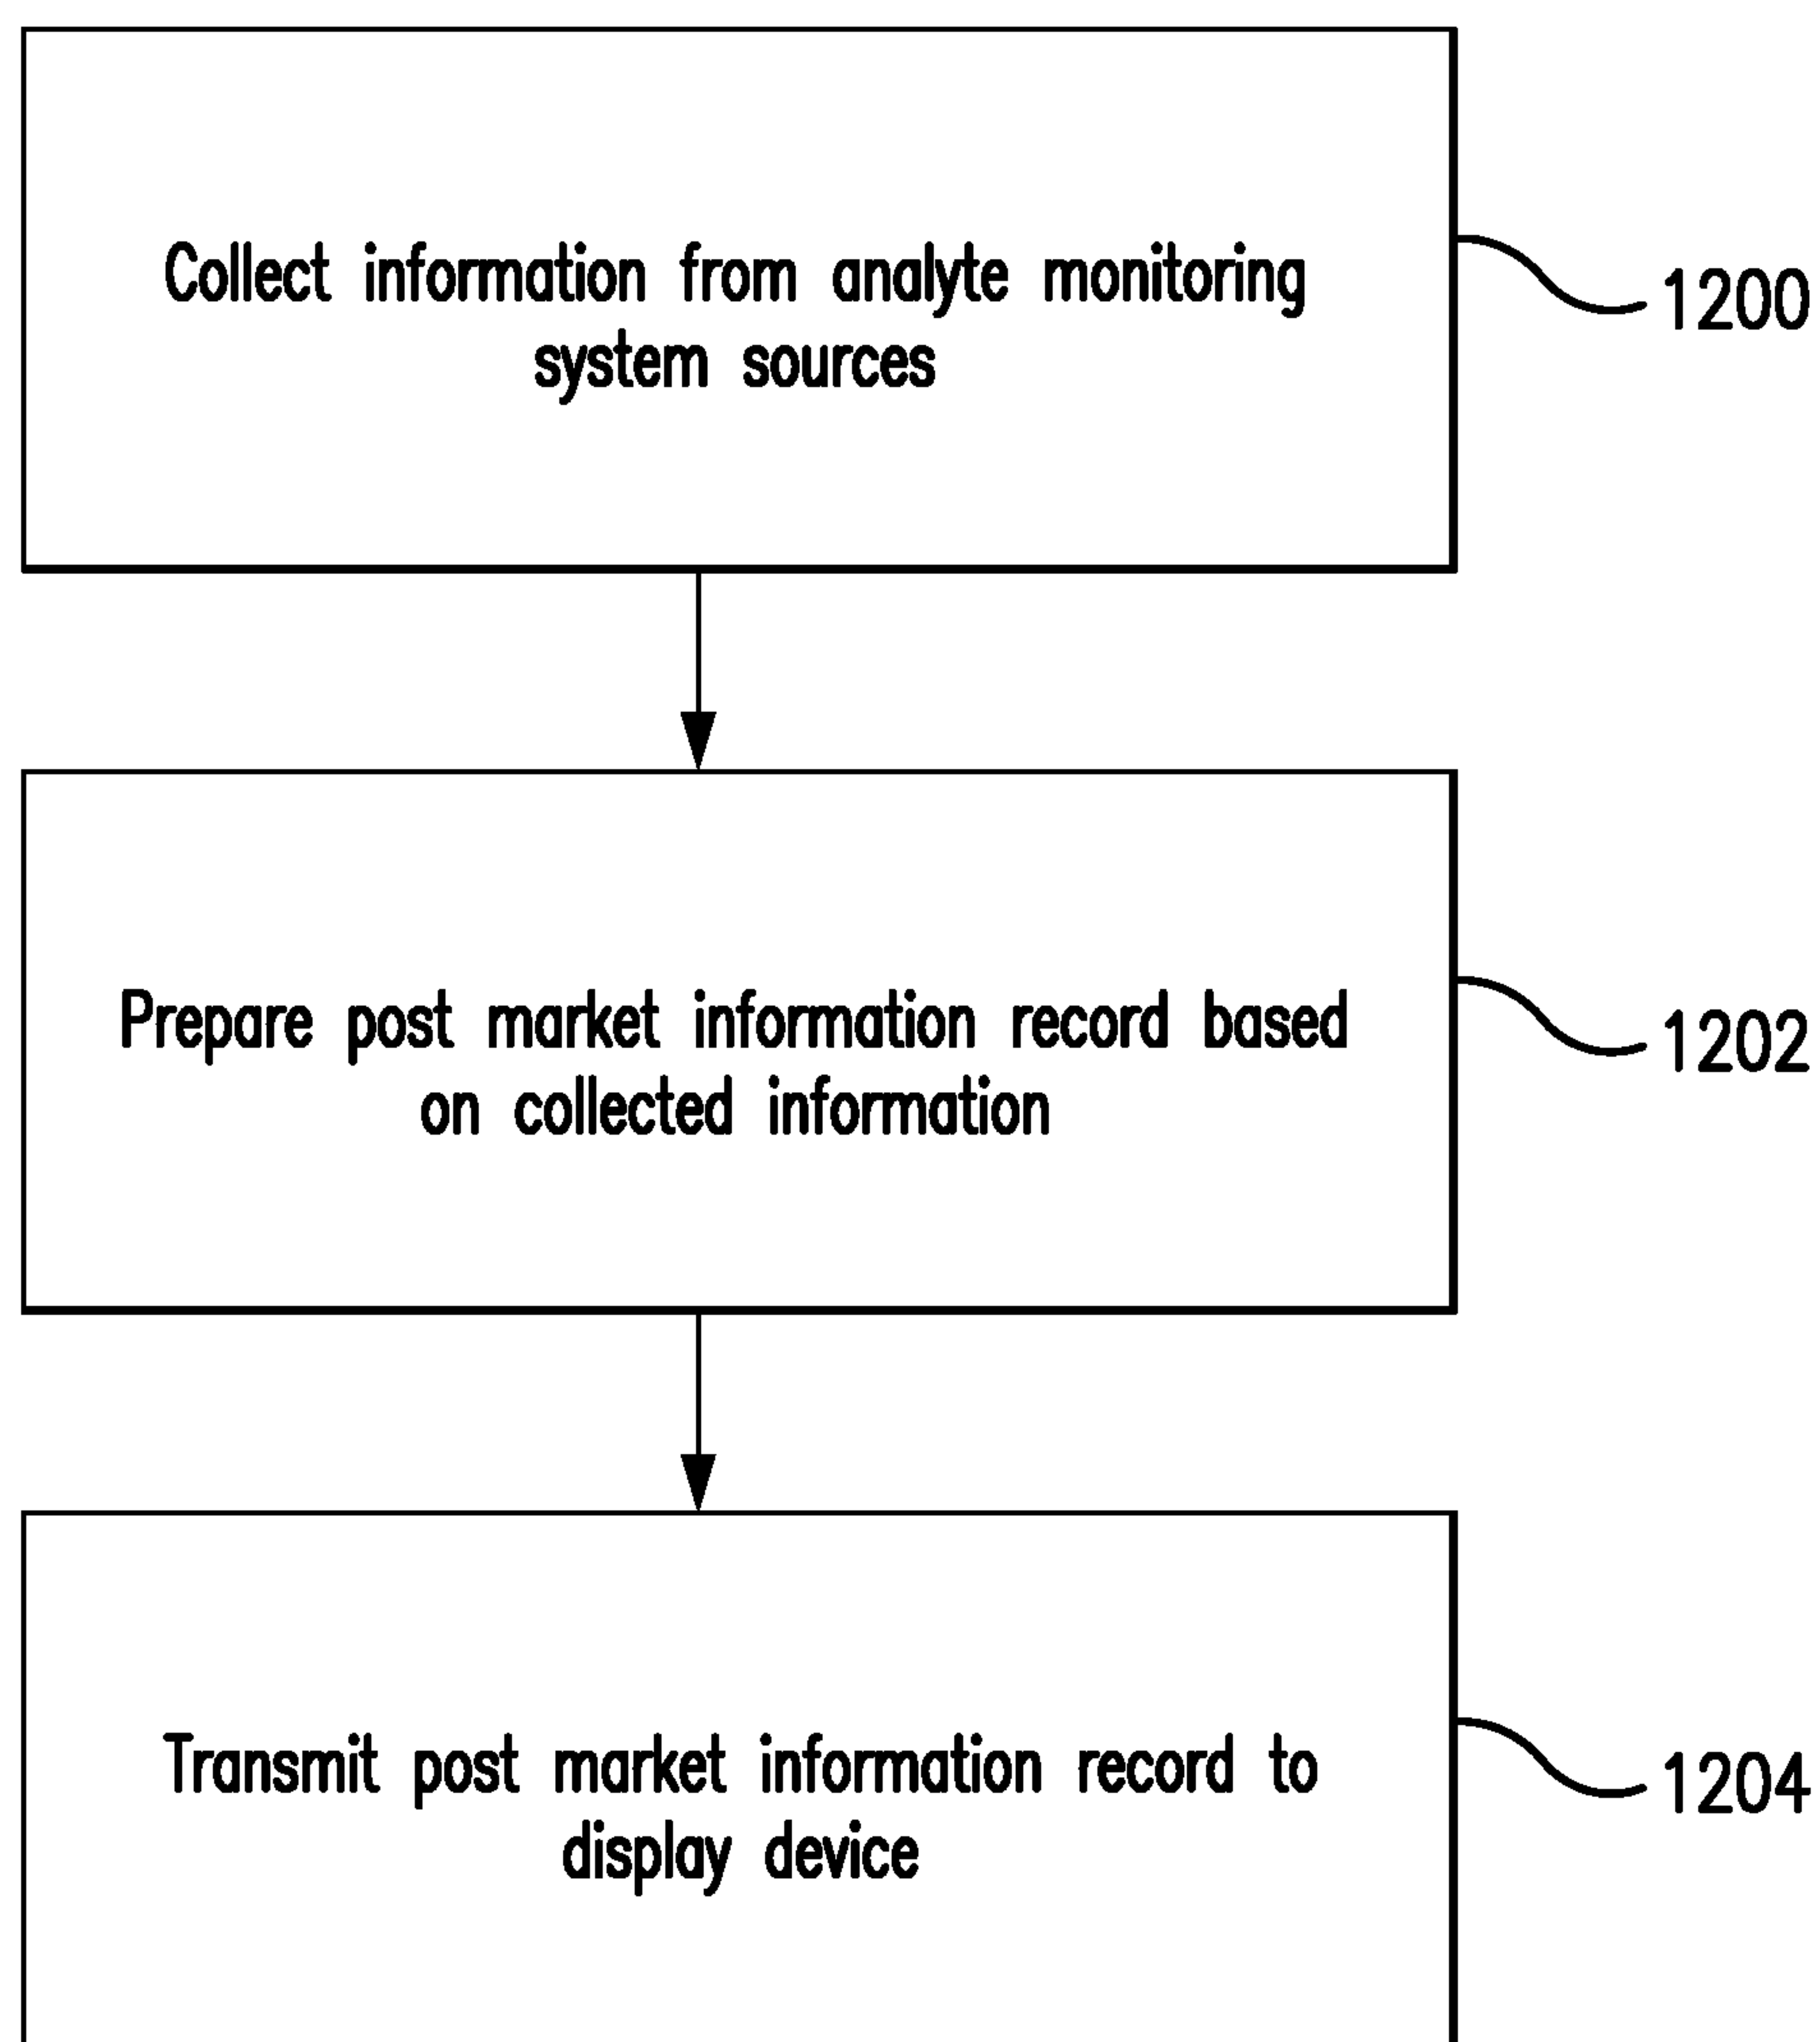 Collect information from analyte monitoring
system sources
1200
Prepare post market information record based
on collected information
1202
Transmit post market information record to
display device
1204